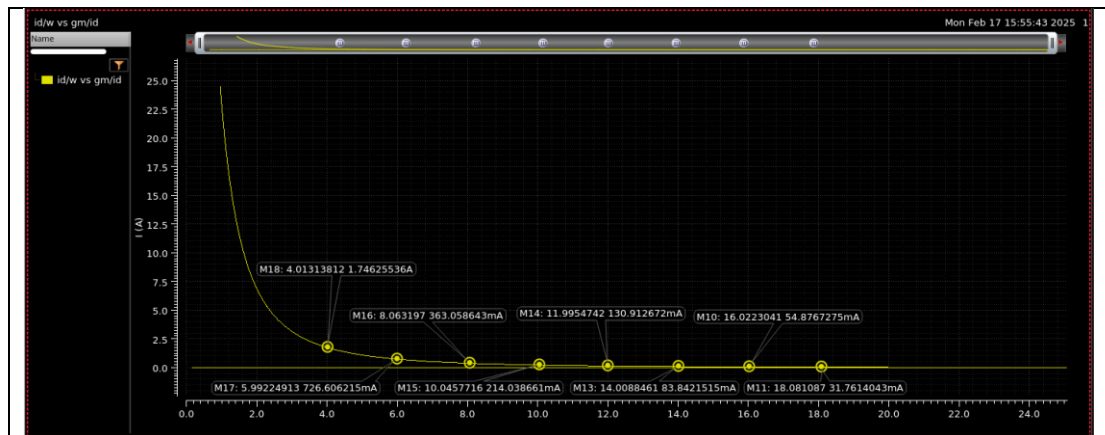 id/w vs gm/id
Mon Feb 17 15:55:43 2025 1
Name
id/w vs gm/id
I (A)
25.0
22.5
20.0
17.5
15.0
12.5
10.0
7.5
5.0
2.5
0.0
M18: 4.01313812 1.74625536A
M16: 8.063197 363.058643mA
M14: 11.9954742 130.912672mA
M10: 16.0223041 54.8767275mA
M17: 5.99224913 726.606215mA
M15: 10.0457716 214.038661mA
M13: 14.0088461 83.8421515mA
M11: 18.081087 31.7614043mA
0.0 2.0 4.0 6.0 8.0 10.0 12.0 14.0 16.0 18.0 20.0 22.0 24.0